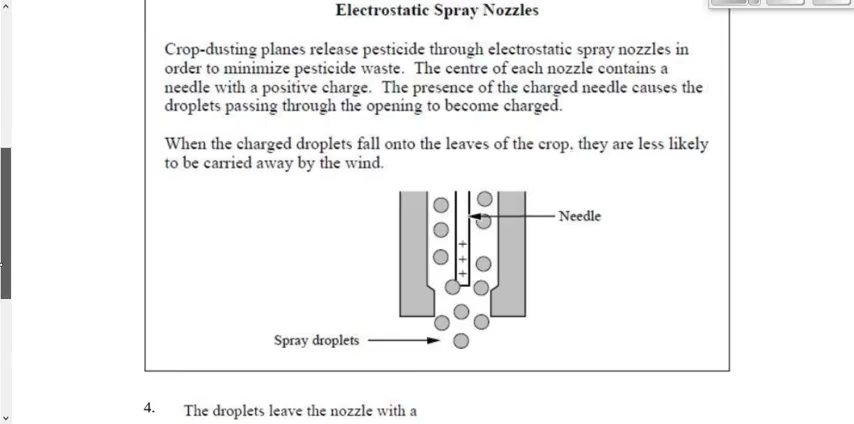 Electrostatic Spray Nozzles
Crop-dusting planes release pesticide through electrostatic spray nozzles in
order to minimize pesticide waste. The centre of each nozzle contains a
needle with a positive charge. The presence of the charged needle causes the
droplets passing through the opening to become charged.
When the charged droplets fall onto the leaves of the crop, they are less likely
to be carried away by the wind.
Needle
+
+
+
Spray droplets
4. The droplets leave the nozzle with a